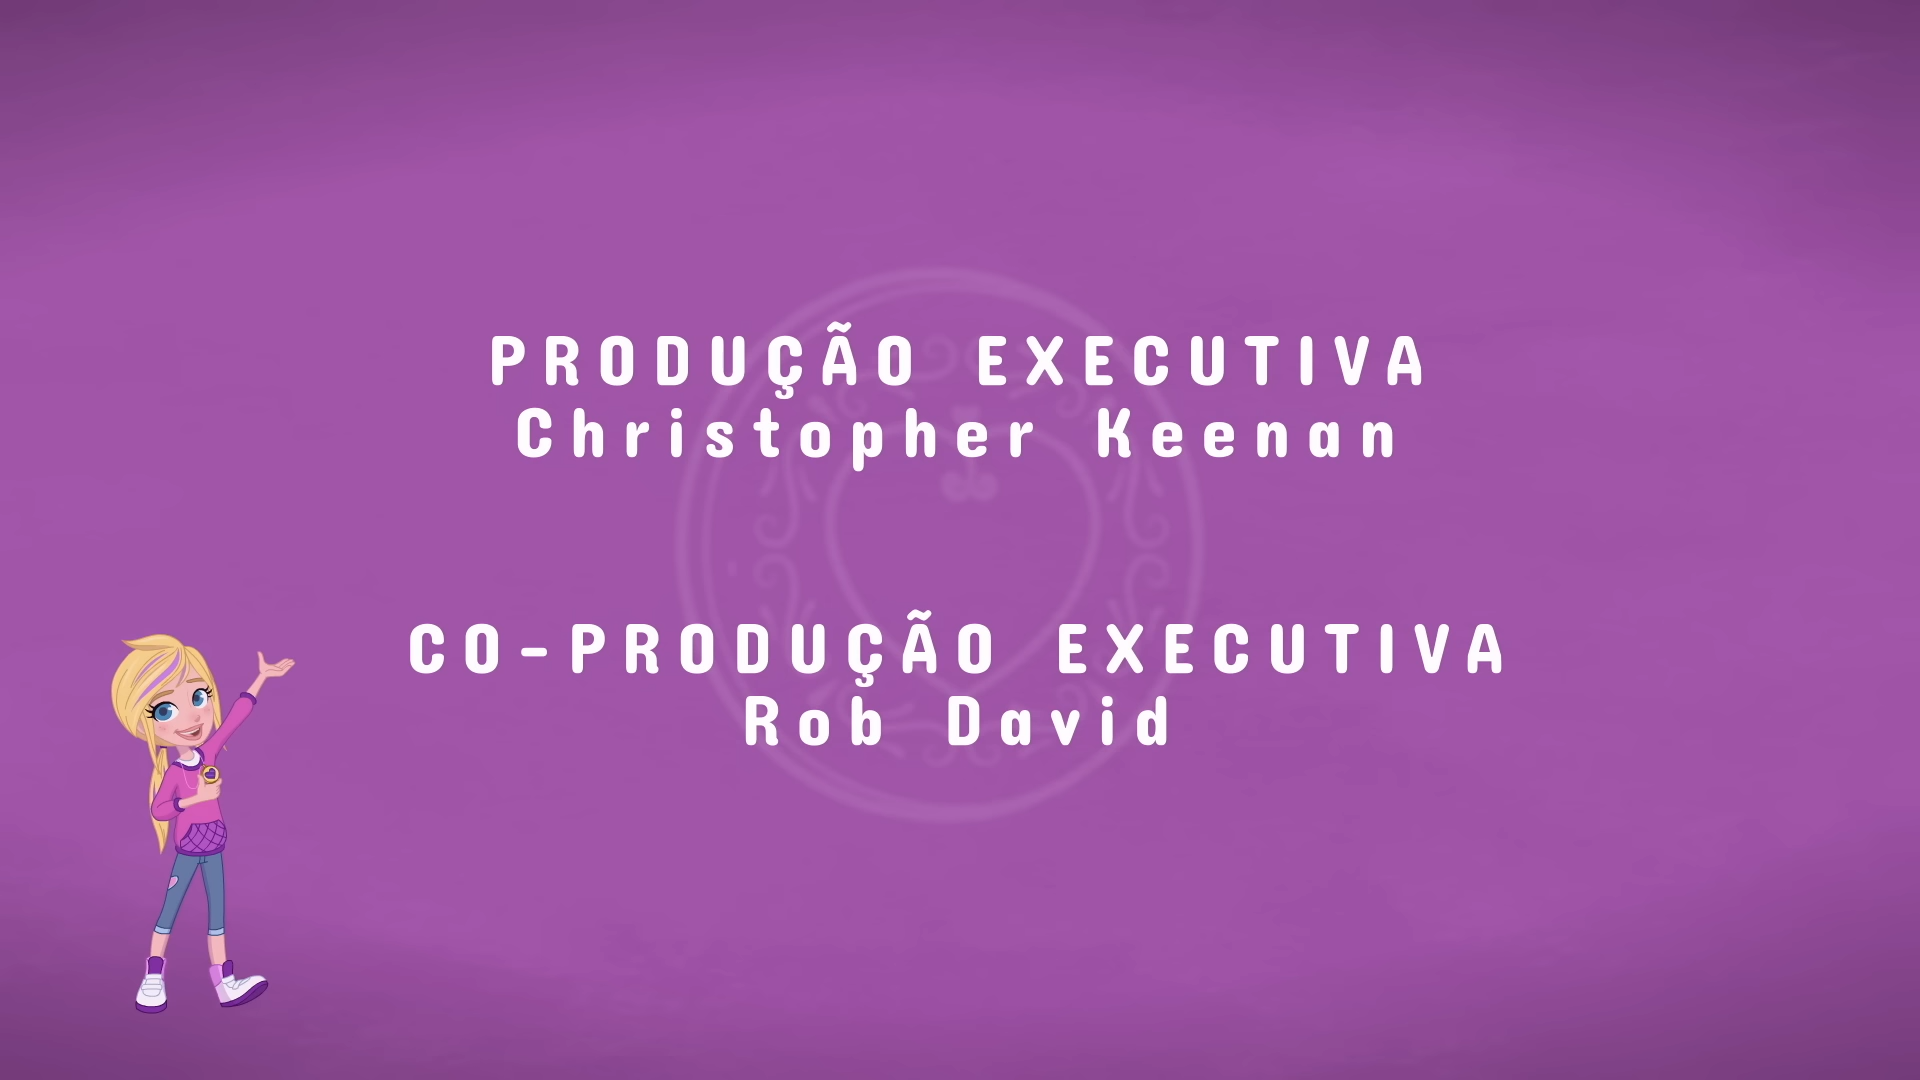 PRODUÇÃO EXECUTIVA
Christopher Keenan
CO-PRODUÇÃO EXECUTIVA
Rob David